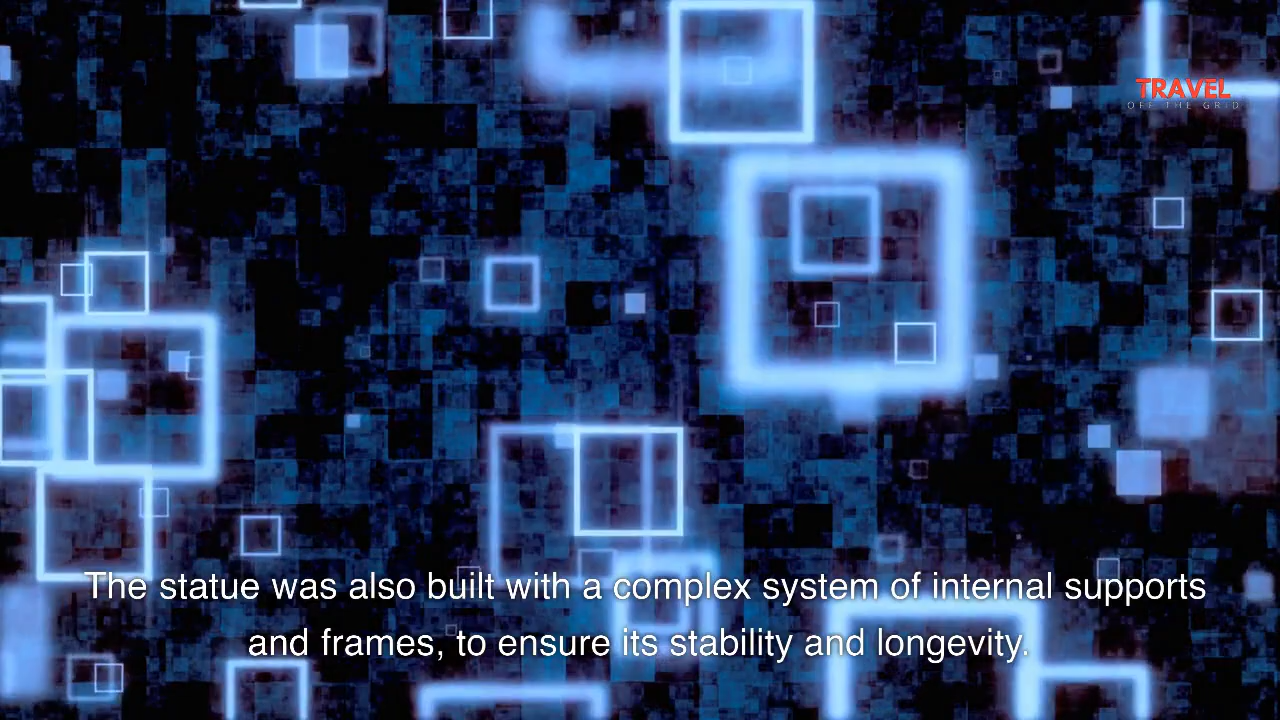 TRAVEL
OFF THE GRID
The statue was also built with a complex system of internal supports
and frames, to ensure its stability and longevity.